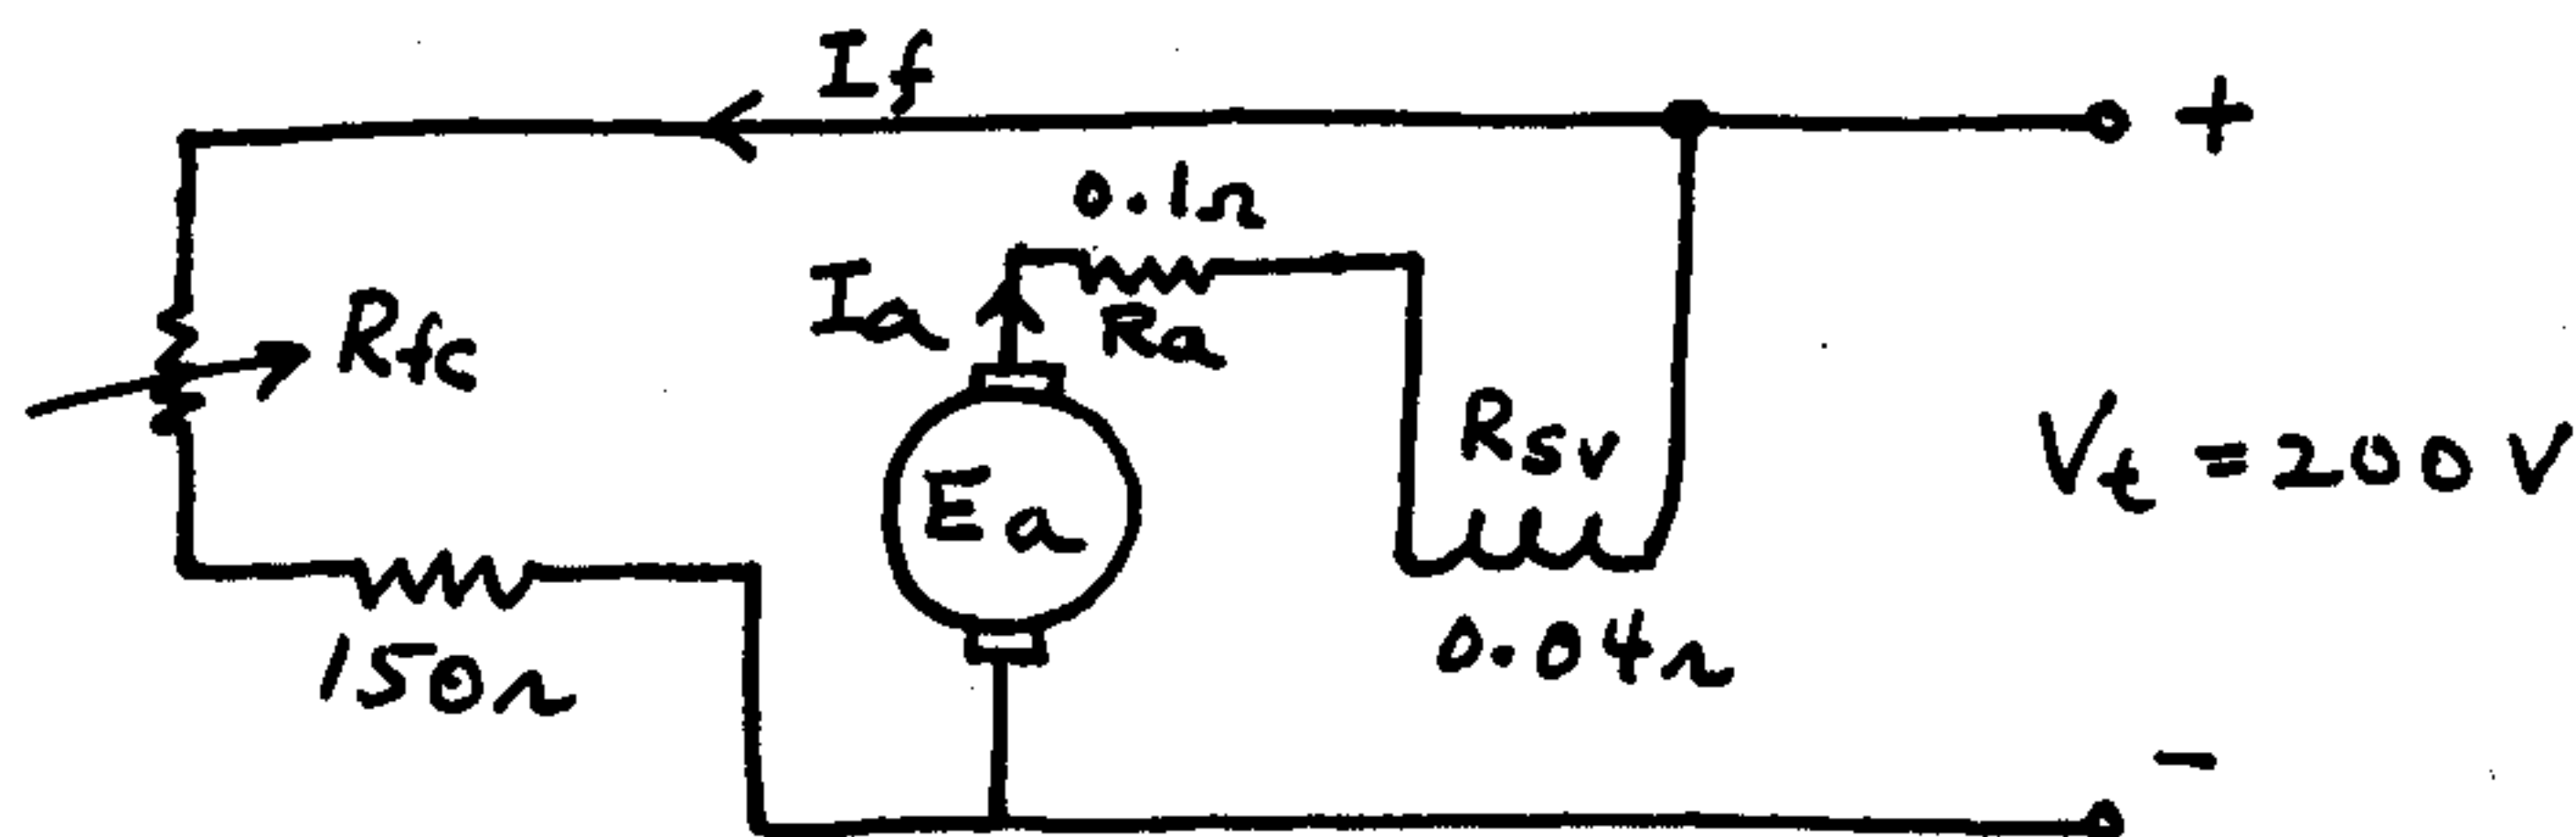 If
0.1Ω
Ia
Ra
Rfc
Rsv
Ea
Vt = 200 V
0.04Ω
150Ω
+
-